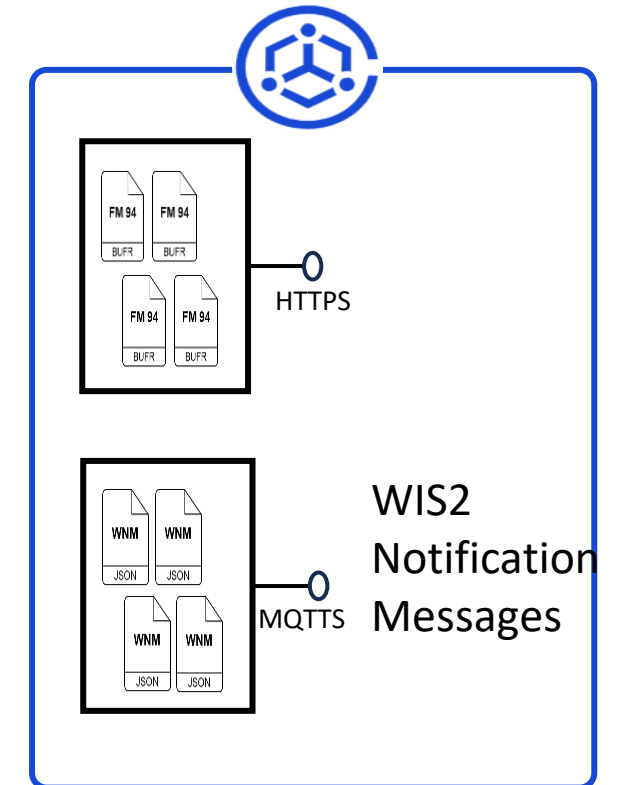 FM 94 FM 94
BUFR BUFR
FM 94 FM 94
BUFR BUFR
HTTPS
WNM WNM
JSON JSON
WNM WNM
JSON JSON
MQTTS
WIS2
Notification
Messages